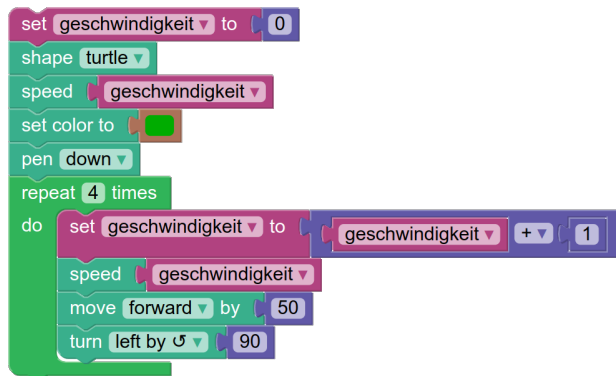 set geschwindigkeit to 0
shape turtle
speed geschwindigkeit
set color to
pen down
repeat 4 times
do set geschwindigkeit to geschwindigkeit + 1
speed geschwindigkeit
move forward by 50
turn left by ↺ 90